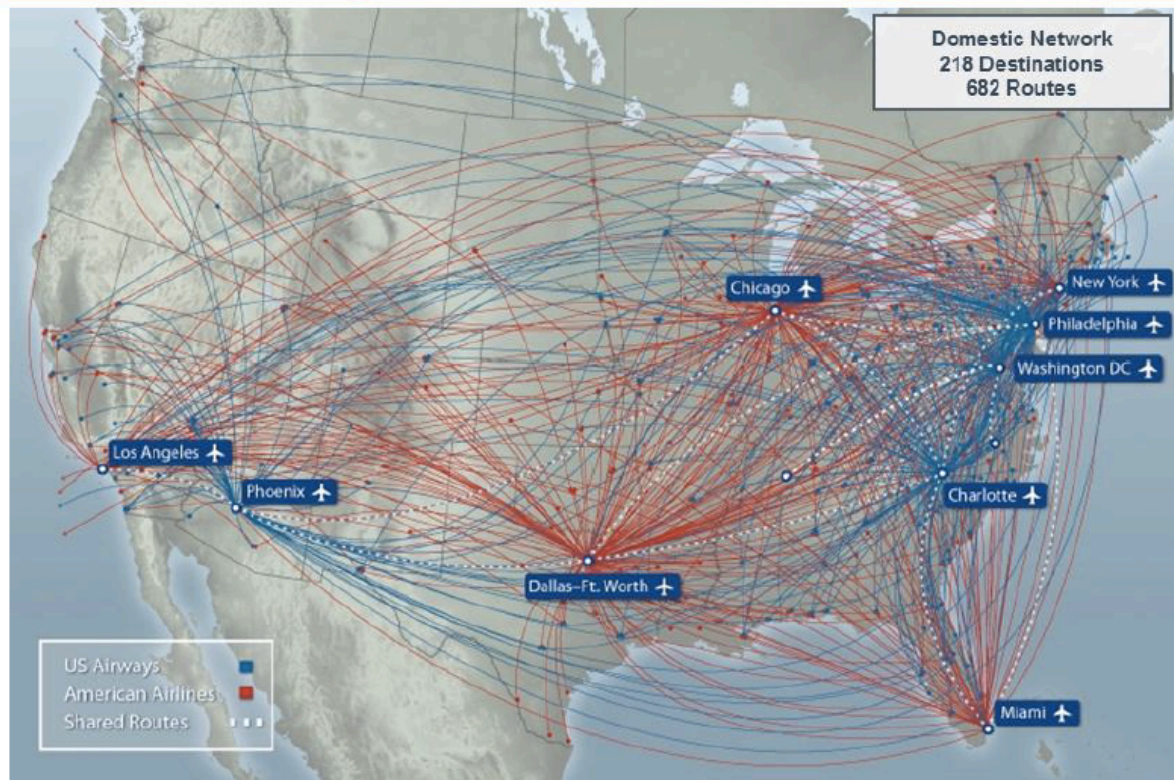 Domestic Network
218 Destinations
682 Routes
Chicago
New York
Philadelphia
Washington DC
Los Angeles
Phoenix
Charlotte
Dallas–Ft. Worth
Miami
US Airways
American Airlines
Shared Routes